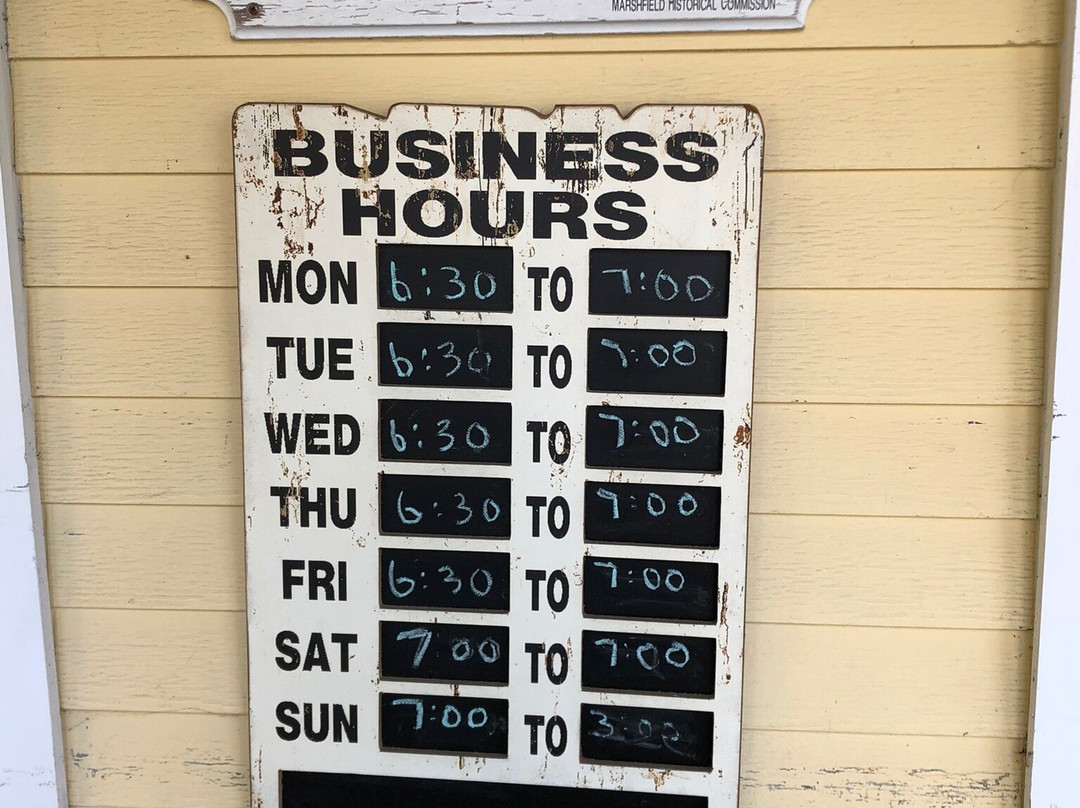 MARSHFIELD HISTORICAL COMMISSION
BUSINESS
HOURS
MON 6:30 TO 7:00
TUE 6:30 TO 7:00
WED 6:30 TO 7:00
THU 6:30 TO 7:00
FRI 6:30 TO 7:00
SAT 7:00 TO 7:00
SUN 7:00 TO 3:00